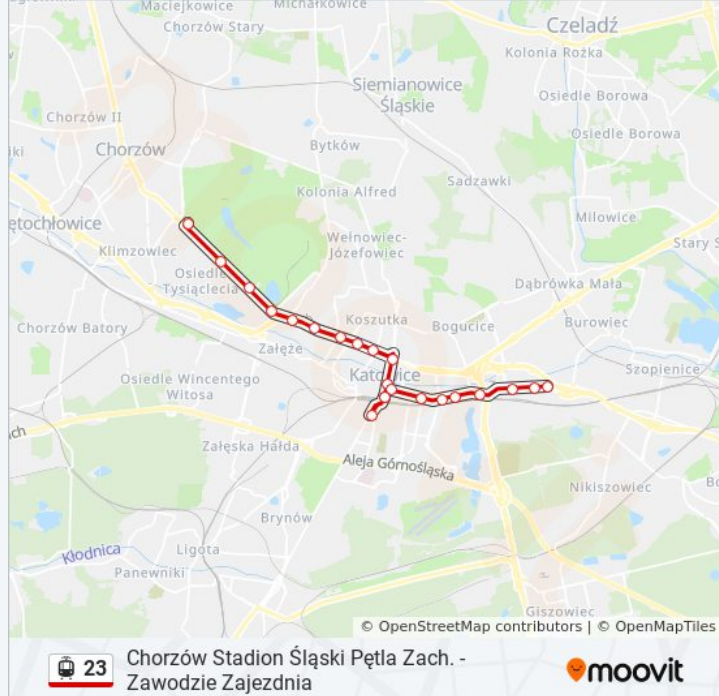 Maciejkowice
Michałkowice
Chorzów Stary
Czeladź
Kolonia Rożka
Siemianowice
Śląskie
Osiedle Borowa
Chorzów II
Osiedle Borowa
Chorzów
Bytków
iki
Kolonia Alfred
Sadzawki
Milowice
ętochłowice
Wełnowiec-
Józefowiec
Stary S
Klimzowiec
Osiedle
Tysiąclecia
Dąbrówka Mała
Chorzów Batory
Koszutka
Bogucice
Burowiec
Załęże
Szopienice
Osiedle Wincentego
Witosa
Katowice
ich
Załęska Hałda
Aleja Górnośląska
Nikiszowiec
Bo
Brynów
Kłodnica
Ligota
Panewniki
Giszowiec
© OpenStreetMap contributors | © OpenMapTiles
23
Chorzów Stadion Śląski Pętla Zach. -
Zawodzie Zajezdnia
moovit